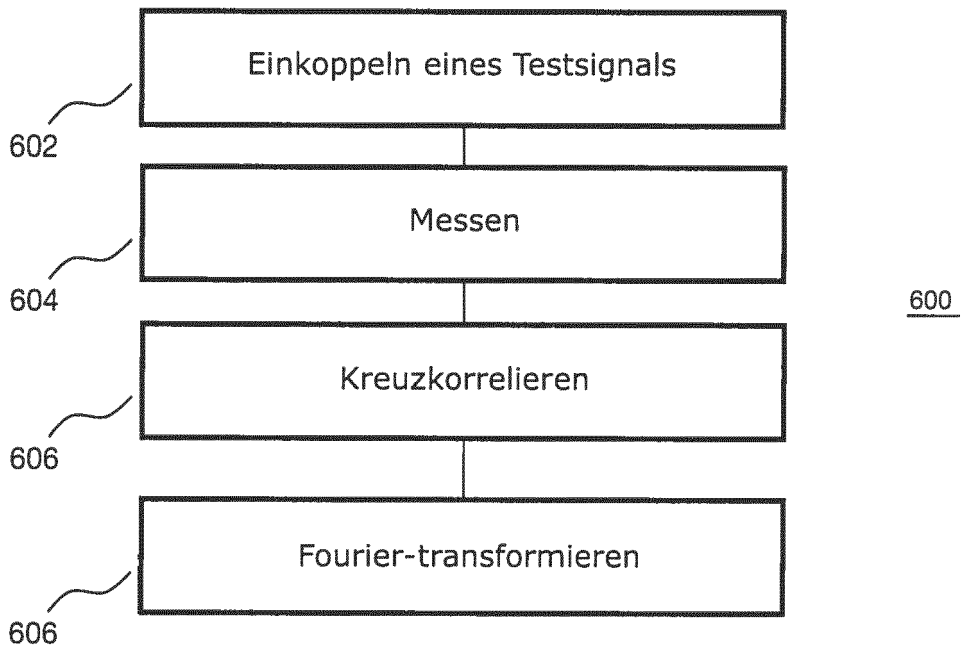 Einkoppeln eines Testsignals
602
Messen
604
600
Kreuzkorrelieren
606
Fourier-transformieren
606